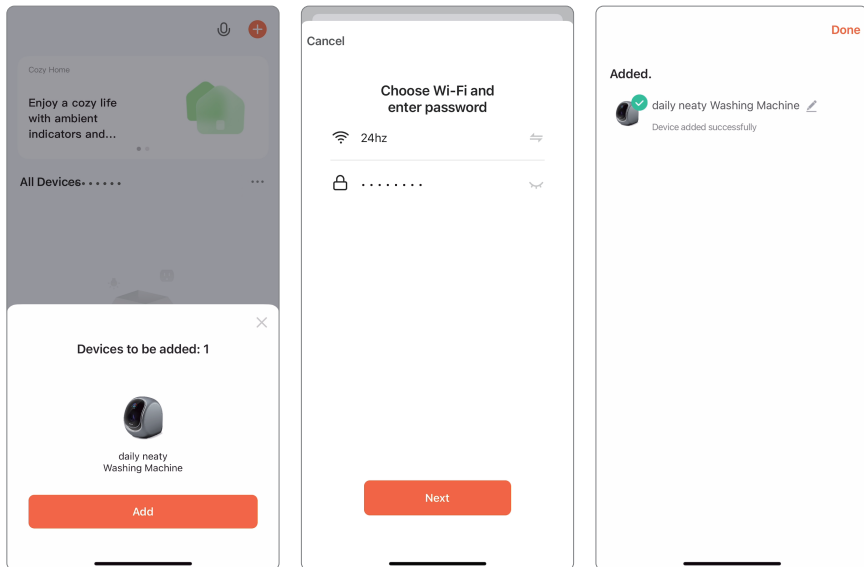 Cozy Home
Enjoy a cozy life
with ambient
indicators and...
All Devices
Devices to be added: 1
daily neaty
Washing Machine
Add
Cancel
Choose Wi-Fi and
enter password
24hz
Next
Done
Added.
daily neaty Washing Machine
Device added successfully